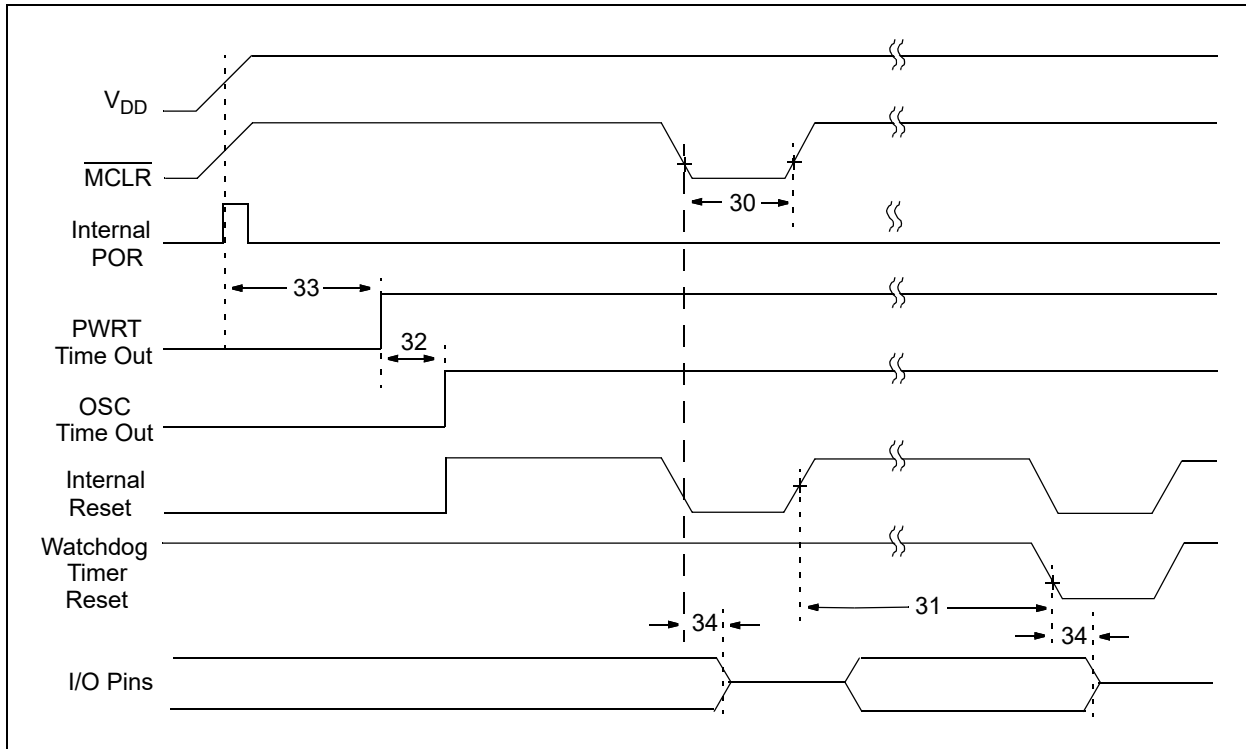 VDD
MCLR
30
Internal
POR
33
PWRT
Time Out
32
OSC
Time Out
Internal
Reset
Watchdog
Timer
Reset
31
34
34
I/O Pins